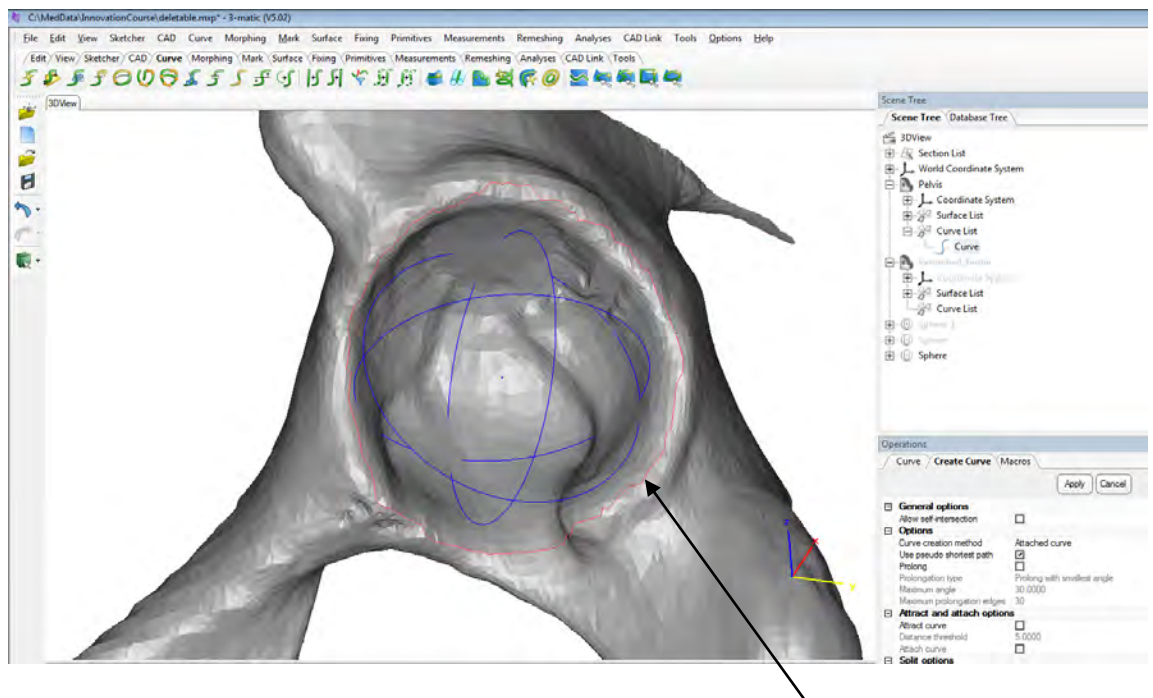 C:\MedData\InnovationCourse\deletable.mxp* - 3-matic (V5.02)
File Edit View Sketcher CAD Curve Morphing Mark Surface Fixing Primitives Measurements Remeshing Analyses CAD Link Tools Options Help
Edit View Sketcher CAD Curve Morphing Mark Surface Fixing Primitives Measurements Remeshing Analyses CAD Link Tools
3DView
Scene Tree
Scene Tree Database Tree
3DView
Section List
World Coordinate System
Pelvis
Coordinate System
Surface List
Curve List
Curve
Surface List
Curve List
Sphere
Sphere
Operations
Curve Create Curve Macros
Apply Cancel
General options
Allow self-intersection
Options
Curve creation method Attached curve
Use pseudo shortest path
Prolong
Prolongation type Prolong with smallest angle
Maximum angle 30.0000
Maximum prolongation edges 30
Attract and attach options
Attract curve
Distance threshold 5.0000
Attach curve
Split options
z
x
y